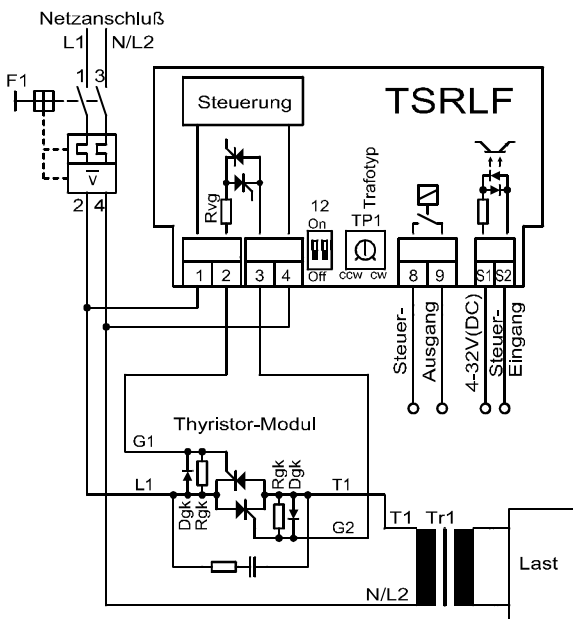 Netzanschluß
L1 N/L2
F1
1 3
V
2 4
Steuerung
TSRLF
Rvg
12
On
Off
Trafotyp
TP1
ccw cw
1 2 3 4 8 9 S1 S2
Steuer-
Ausgang
4-32V(DC)
Steuer-
Eingang
Thyristor-Modul
G1
L1
Dgk
Rgk
Rgk
Dgk
T1
G2
T1 Tr1
N/L2
Last